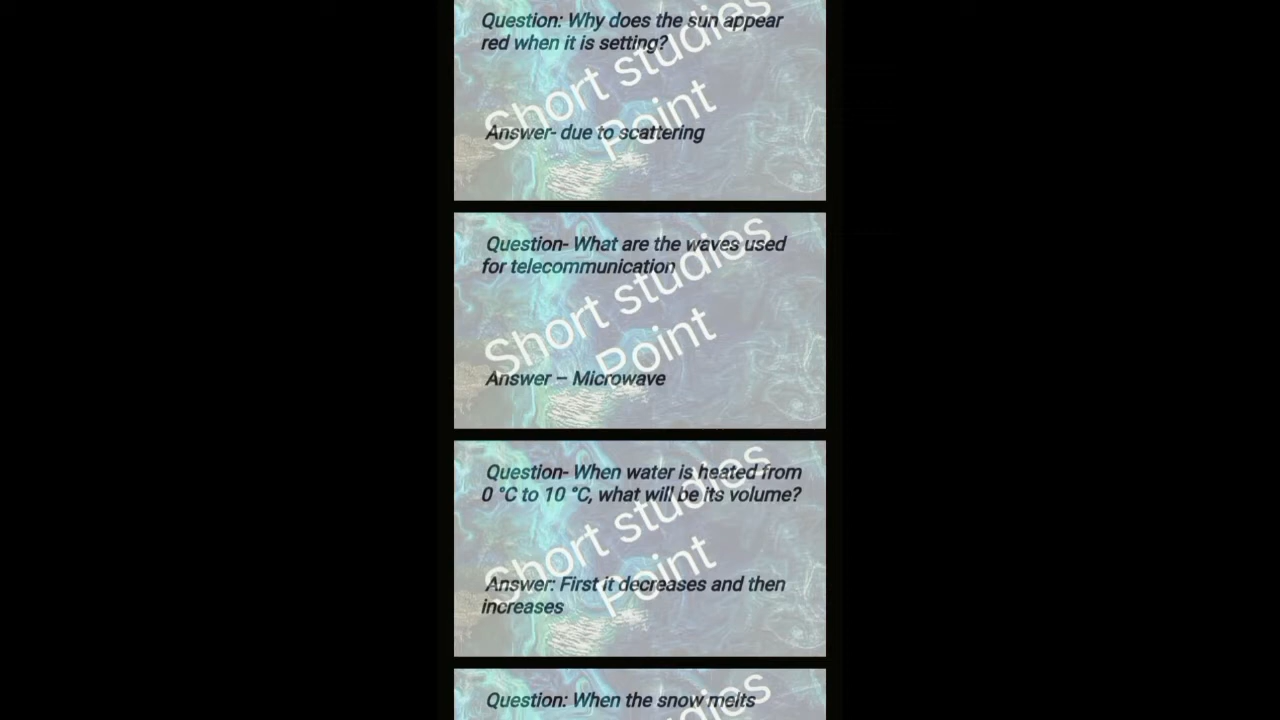 Question: Why does the sun appear
red when it is setting?
Short studies
Point
Answer- due to scattering
Question- What are the waves used
for telecommunication
Short studies
Point
Answer – Microwave
Question- When water is heated from
0 °C to 10 °C, what will be its volume?
Short studies
Point
Answer: First it decreases and then
increases
Question: When the snow melts
studies